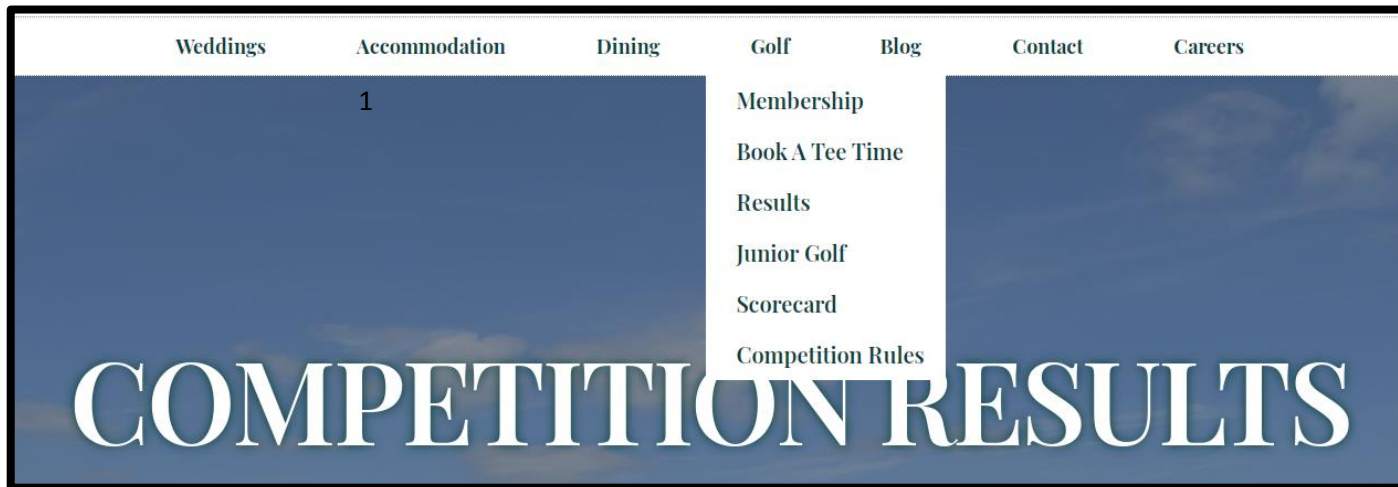 Weddings Accommodation Dining Golf Blog Contact Careers
1
Membership
Book A Tee Time
Results
Junior Golf
Scorecard
Competition Rules
COMPETITION RESULTS